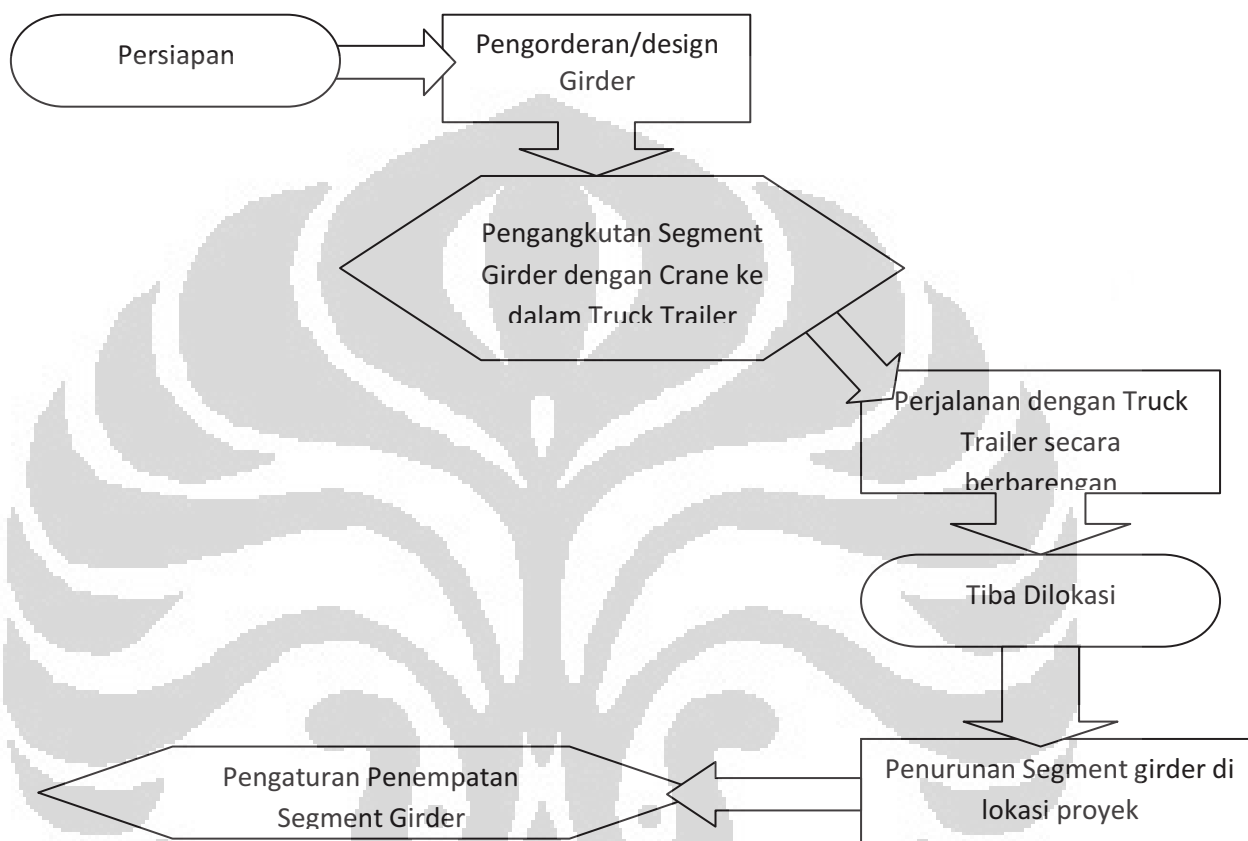 Persiapan
Pengorderan/design
Girder
Pengangkutan Segment
Girder dengan Crane ke
dalam Truck Trailer
Perjalanan dengan Truck
Trailer secara
berbarengan
Tiba Dilokasi
Penurunan Segment girder di
lokasi proyek
Pengaturan Penempatan
Segment Girder